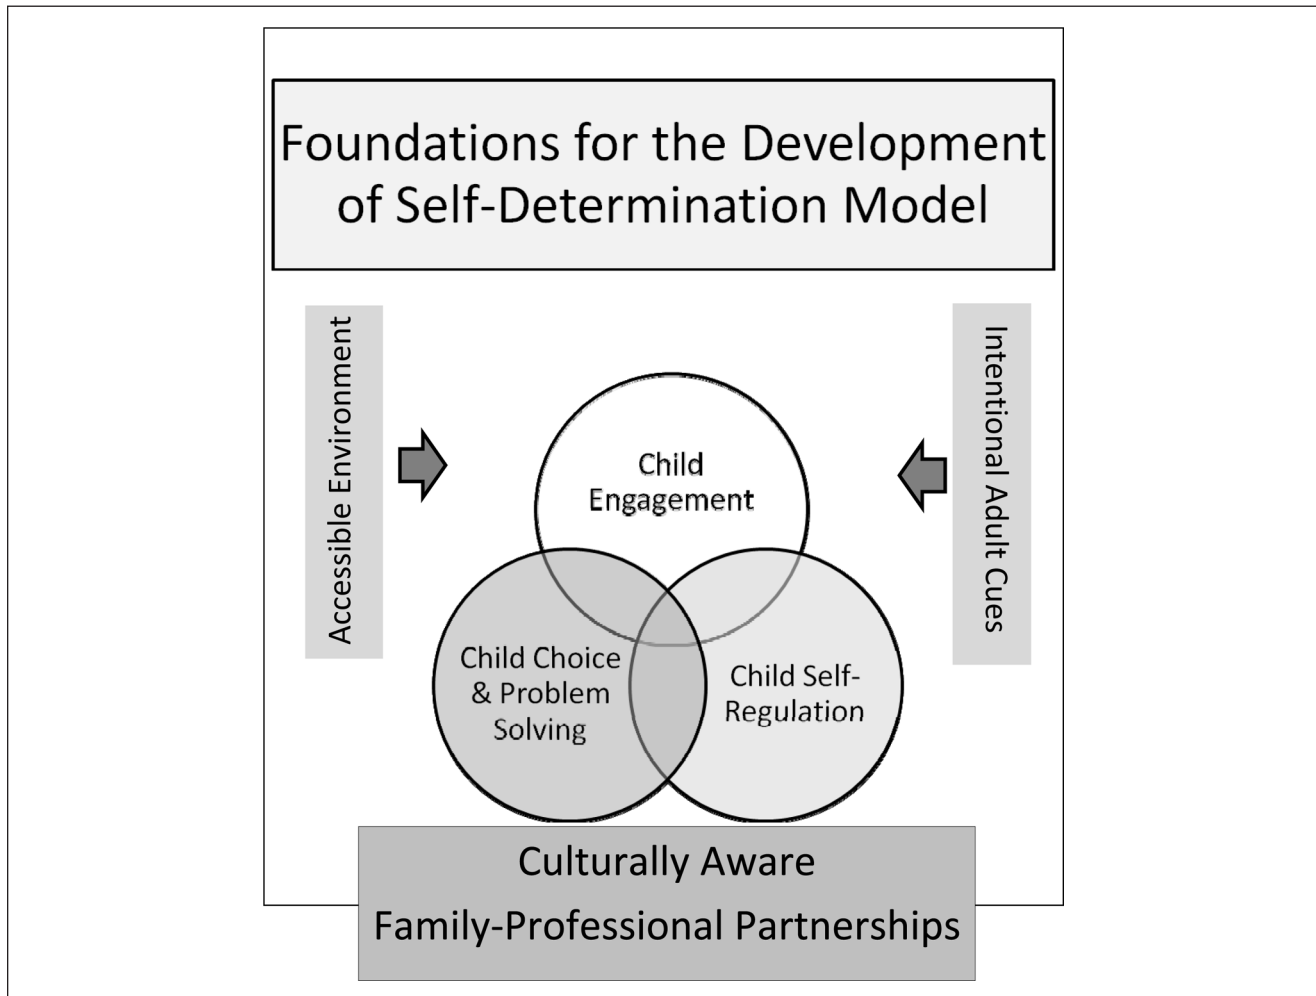 Foundations for the Development
of Self-Determination Model
Accessible Environment
Intentional Adult Cues
Child
Engagement
Child Choice
& Problem
Solving
Child Self-
Regulation
Culturally Aware
Family-Professional Partnerships